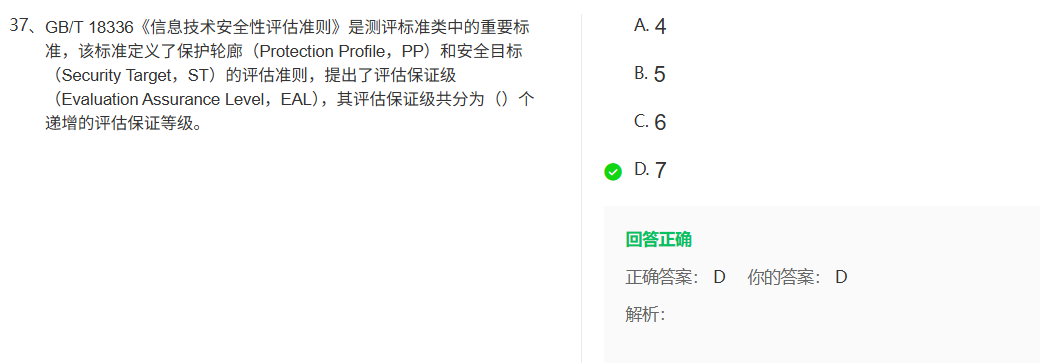 37、GB/T 18336《信息技术安全性评估准则》是测评标准类中的重要标
准，该标准定义了保护轮廓（Protection Profile，PP）和安全目标
（Security Target，ST）的评估准则，提出了评估保证级
（Evaluation Assurance Level，EAL），其评估保证级共分为（）个
递增的评估保证等级。
A. 4
B. 5
C. 6
D. 7
回答正确
正确答案： D 你的答案： D
解析：